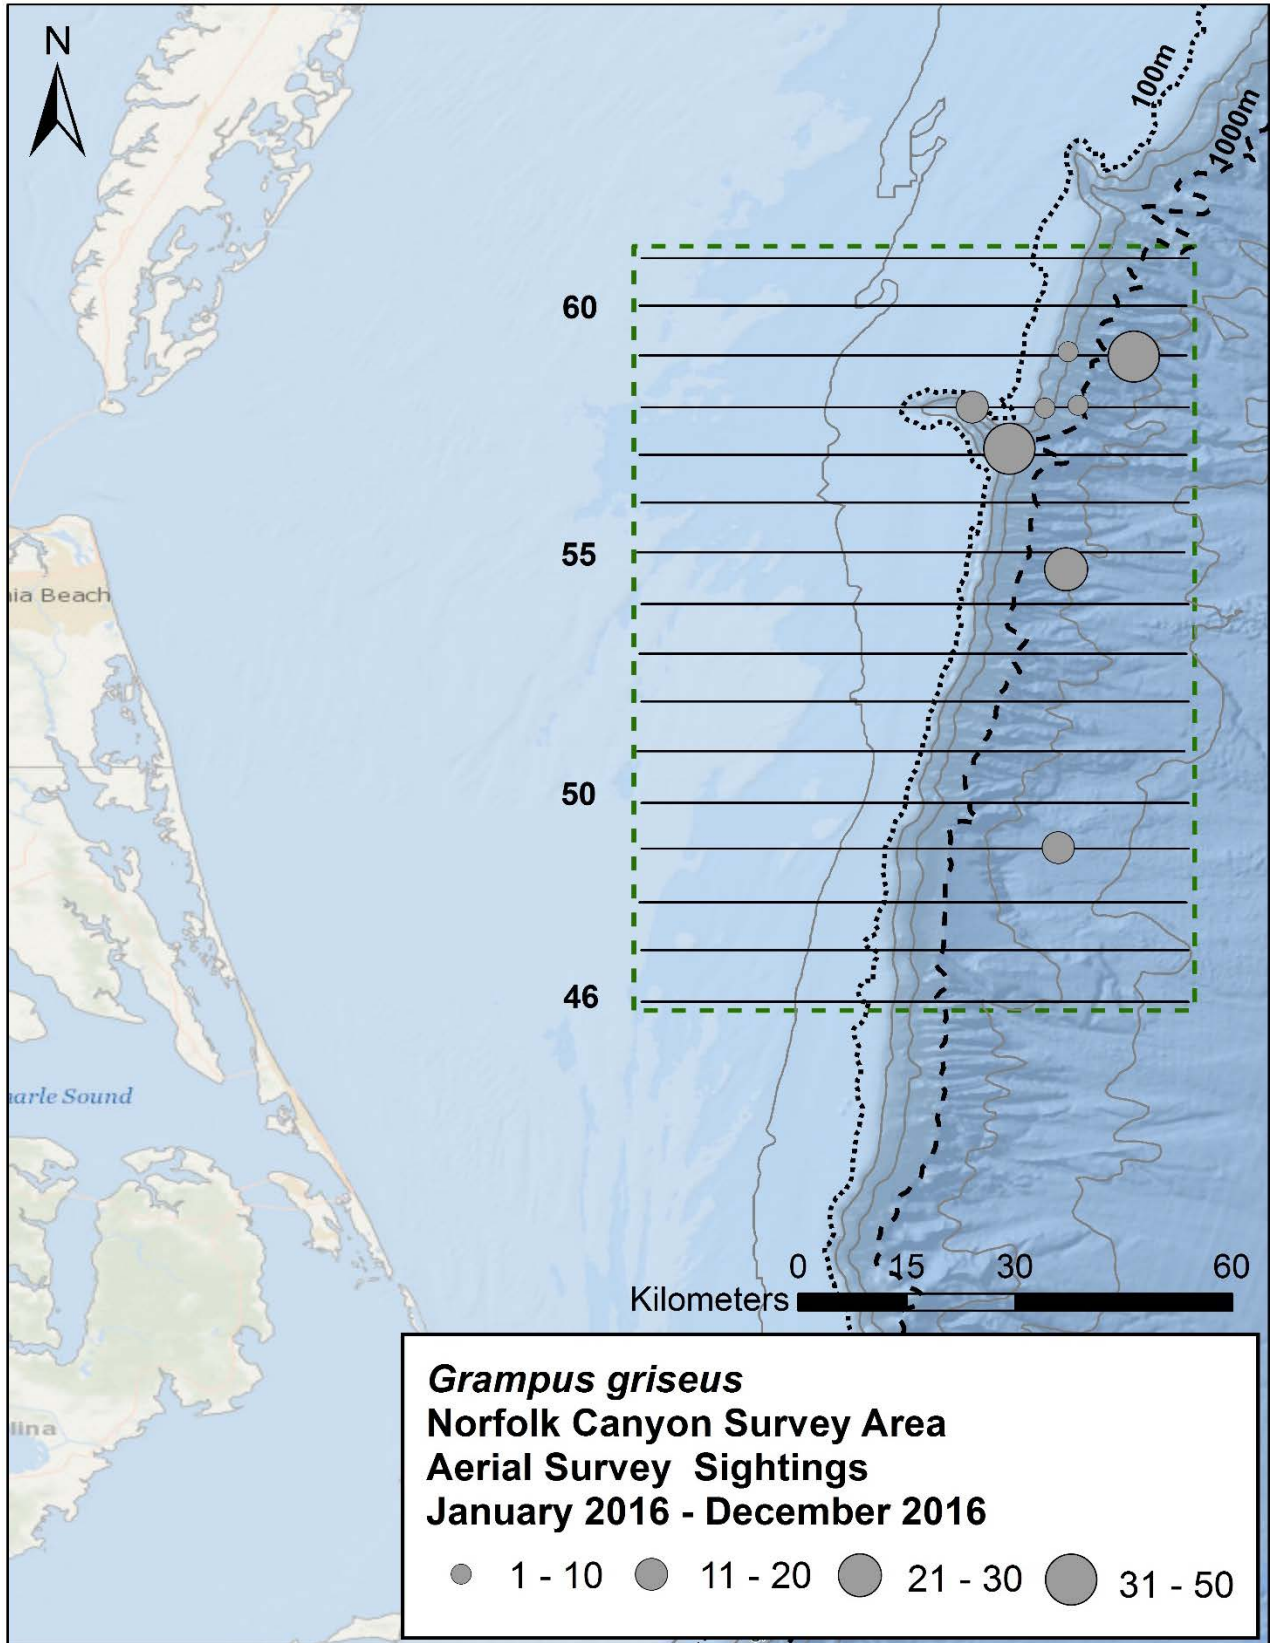 N
100m
1000m
60
55
ia Beach
50
46
arle Sound
0 15 30 60
Kilometers
lina
Grampus griseus
Norfolk Canyon Survey Area
Aerial Survey Sightings
January 2016 - December 2016
1 - 10 11 - 20 21 - 30 31 - 50